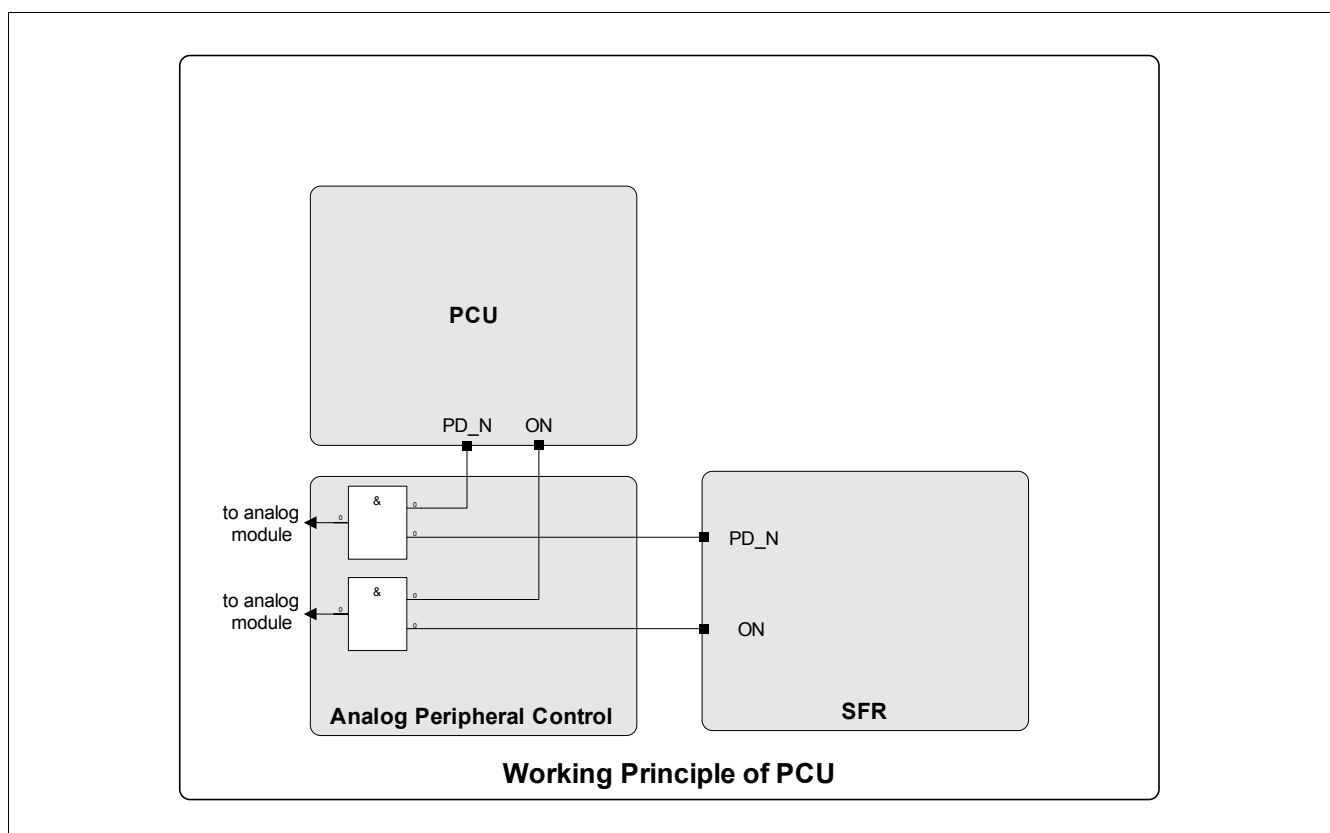 PCU
PD_N ON
to analog
module
&
0
0
0
PD_N
to analog
module
&
0
0
0
ON
Analog Peripheral Control
SFR
Working Principle of PCU